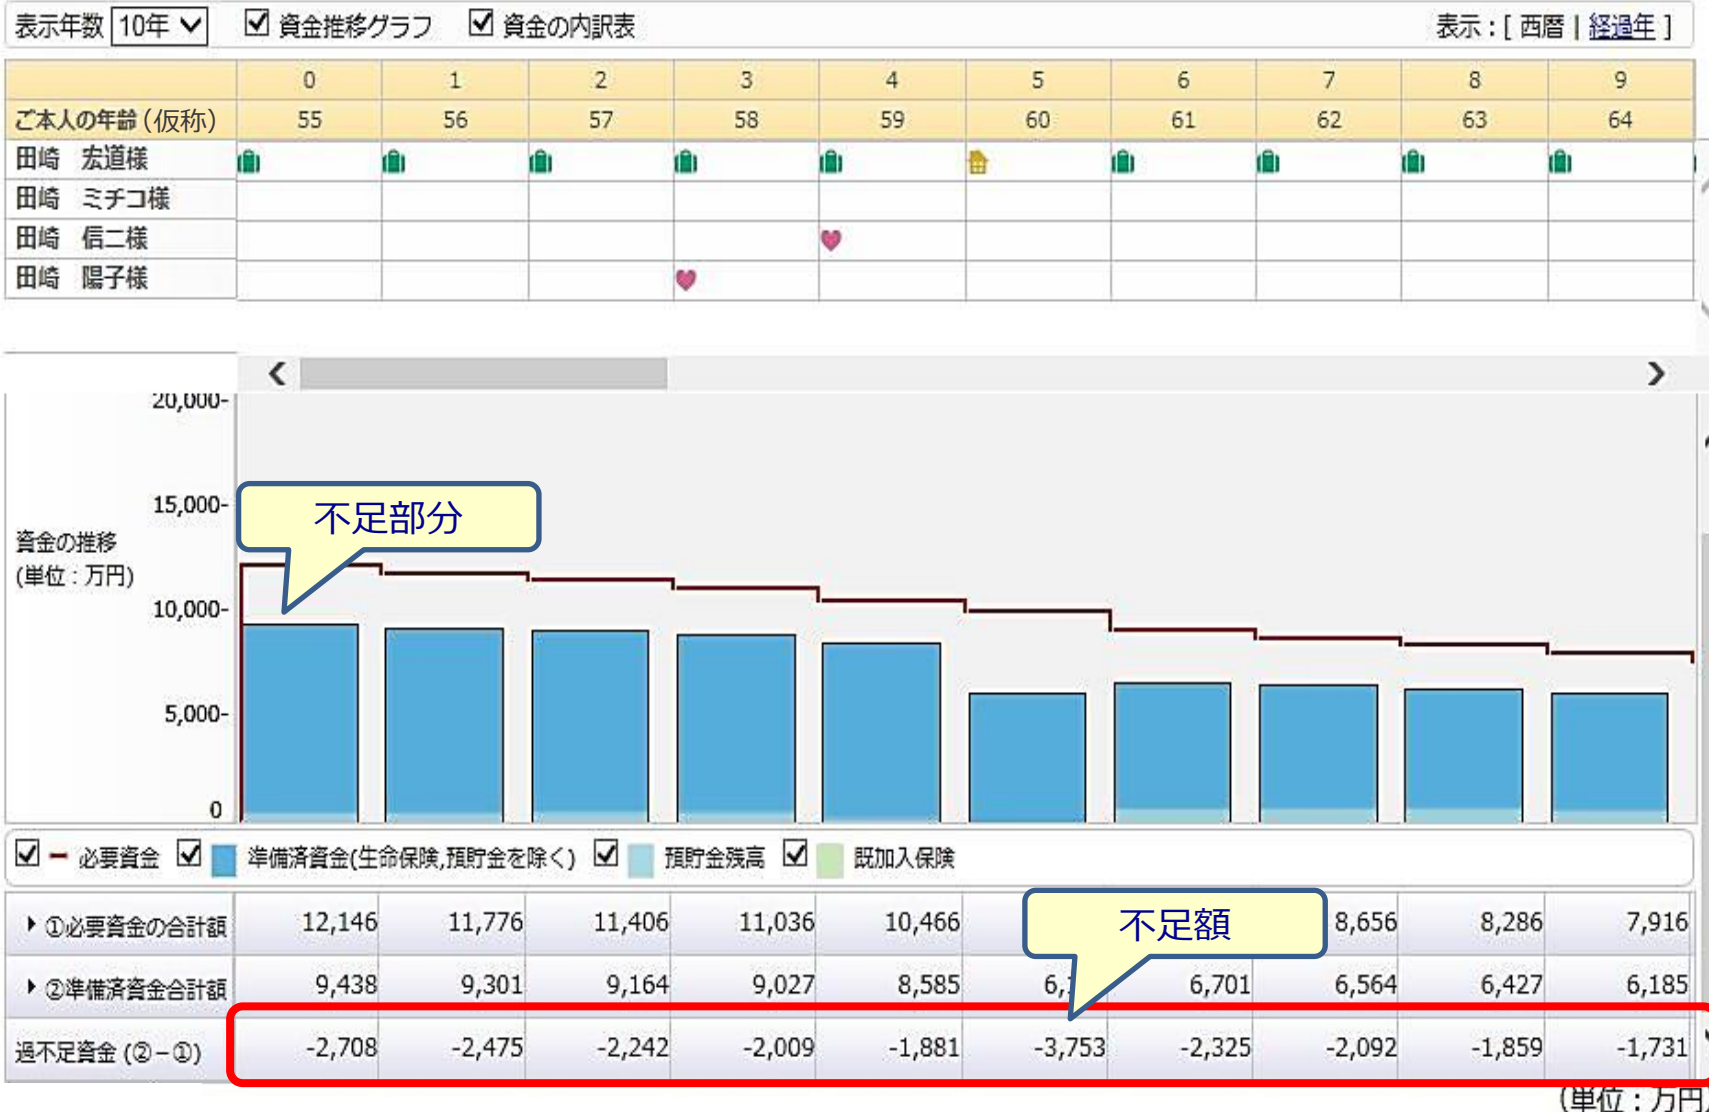 表示年数 10年 資金推移グラフ 資金の内訳表 表示：[ 西暦 | 経過年 ]
0 1 2 3 4 5 6 7 8 9
ご本人の年齢（仮称） 55 56 57 58 59 60 61 62 63 64
田崎 宏道様
田崎 ミチコ様
田崎 信二様
田崎 陽子様
20,000-
15,000-
不足部分
資金の推移
(単位：万円)
10,000-
5,000-
0
必要資金 準備済資金(生命保険,預貯金を除く) 預貯金残高 既加入保険
①必要資金の合計額 12,146 11,776 11,406 11,036 10,466 不足額 8,656 8,286 7,916
②準備済資金合計額 9,438 9,301 9,164 9,027 8,585 6,701 6,564 6,427 6,185
過不足資金 (②－①) -2,708 -2,475 -2,242 -2,009 -1,881 -3,753 -2,325 -2,092 -1,859 -1,731
（単位：万円）